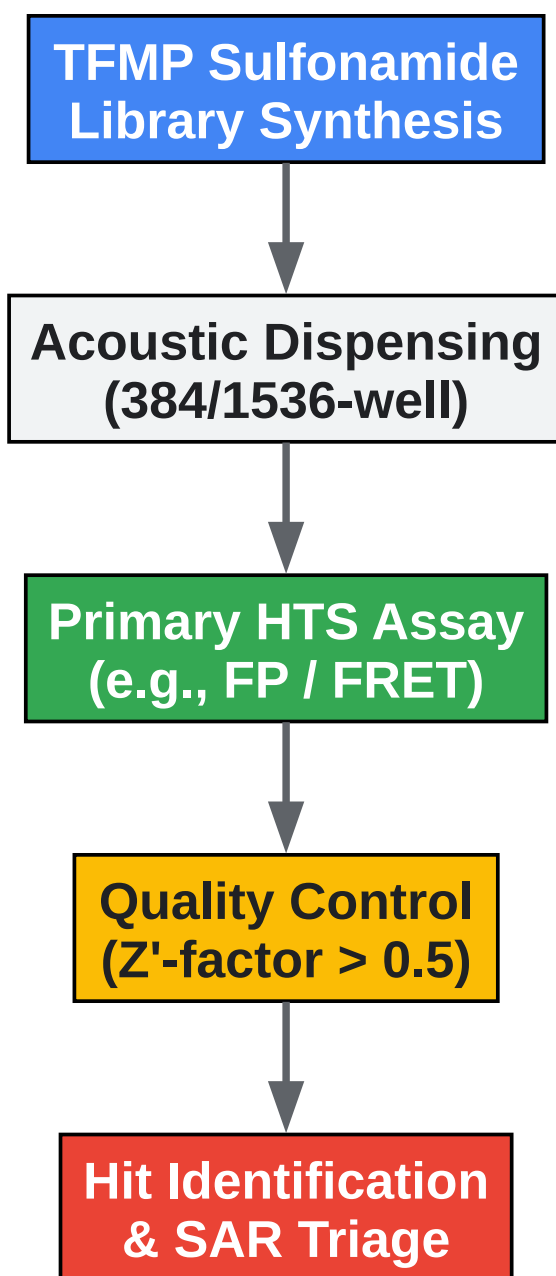 TFMP Sulfonamide
Library Synthesis
Acoustic Dispensing
(384/1536-well)
Primary HTS Assay
(e.g., FP / FRET)
Quality Control
(Z'-factor > 0.5)
Hit Identification
& SAR Triage